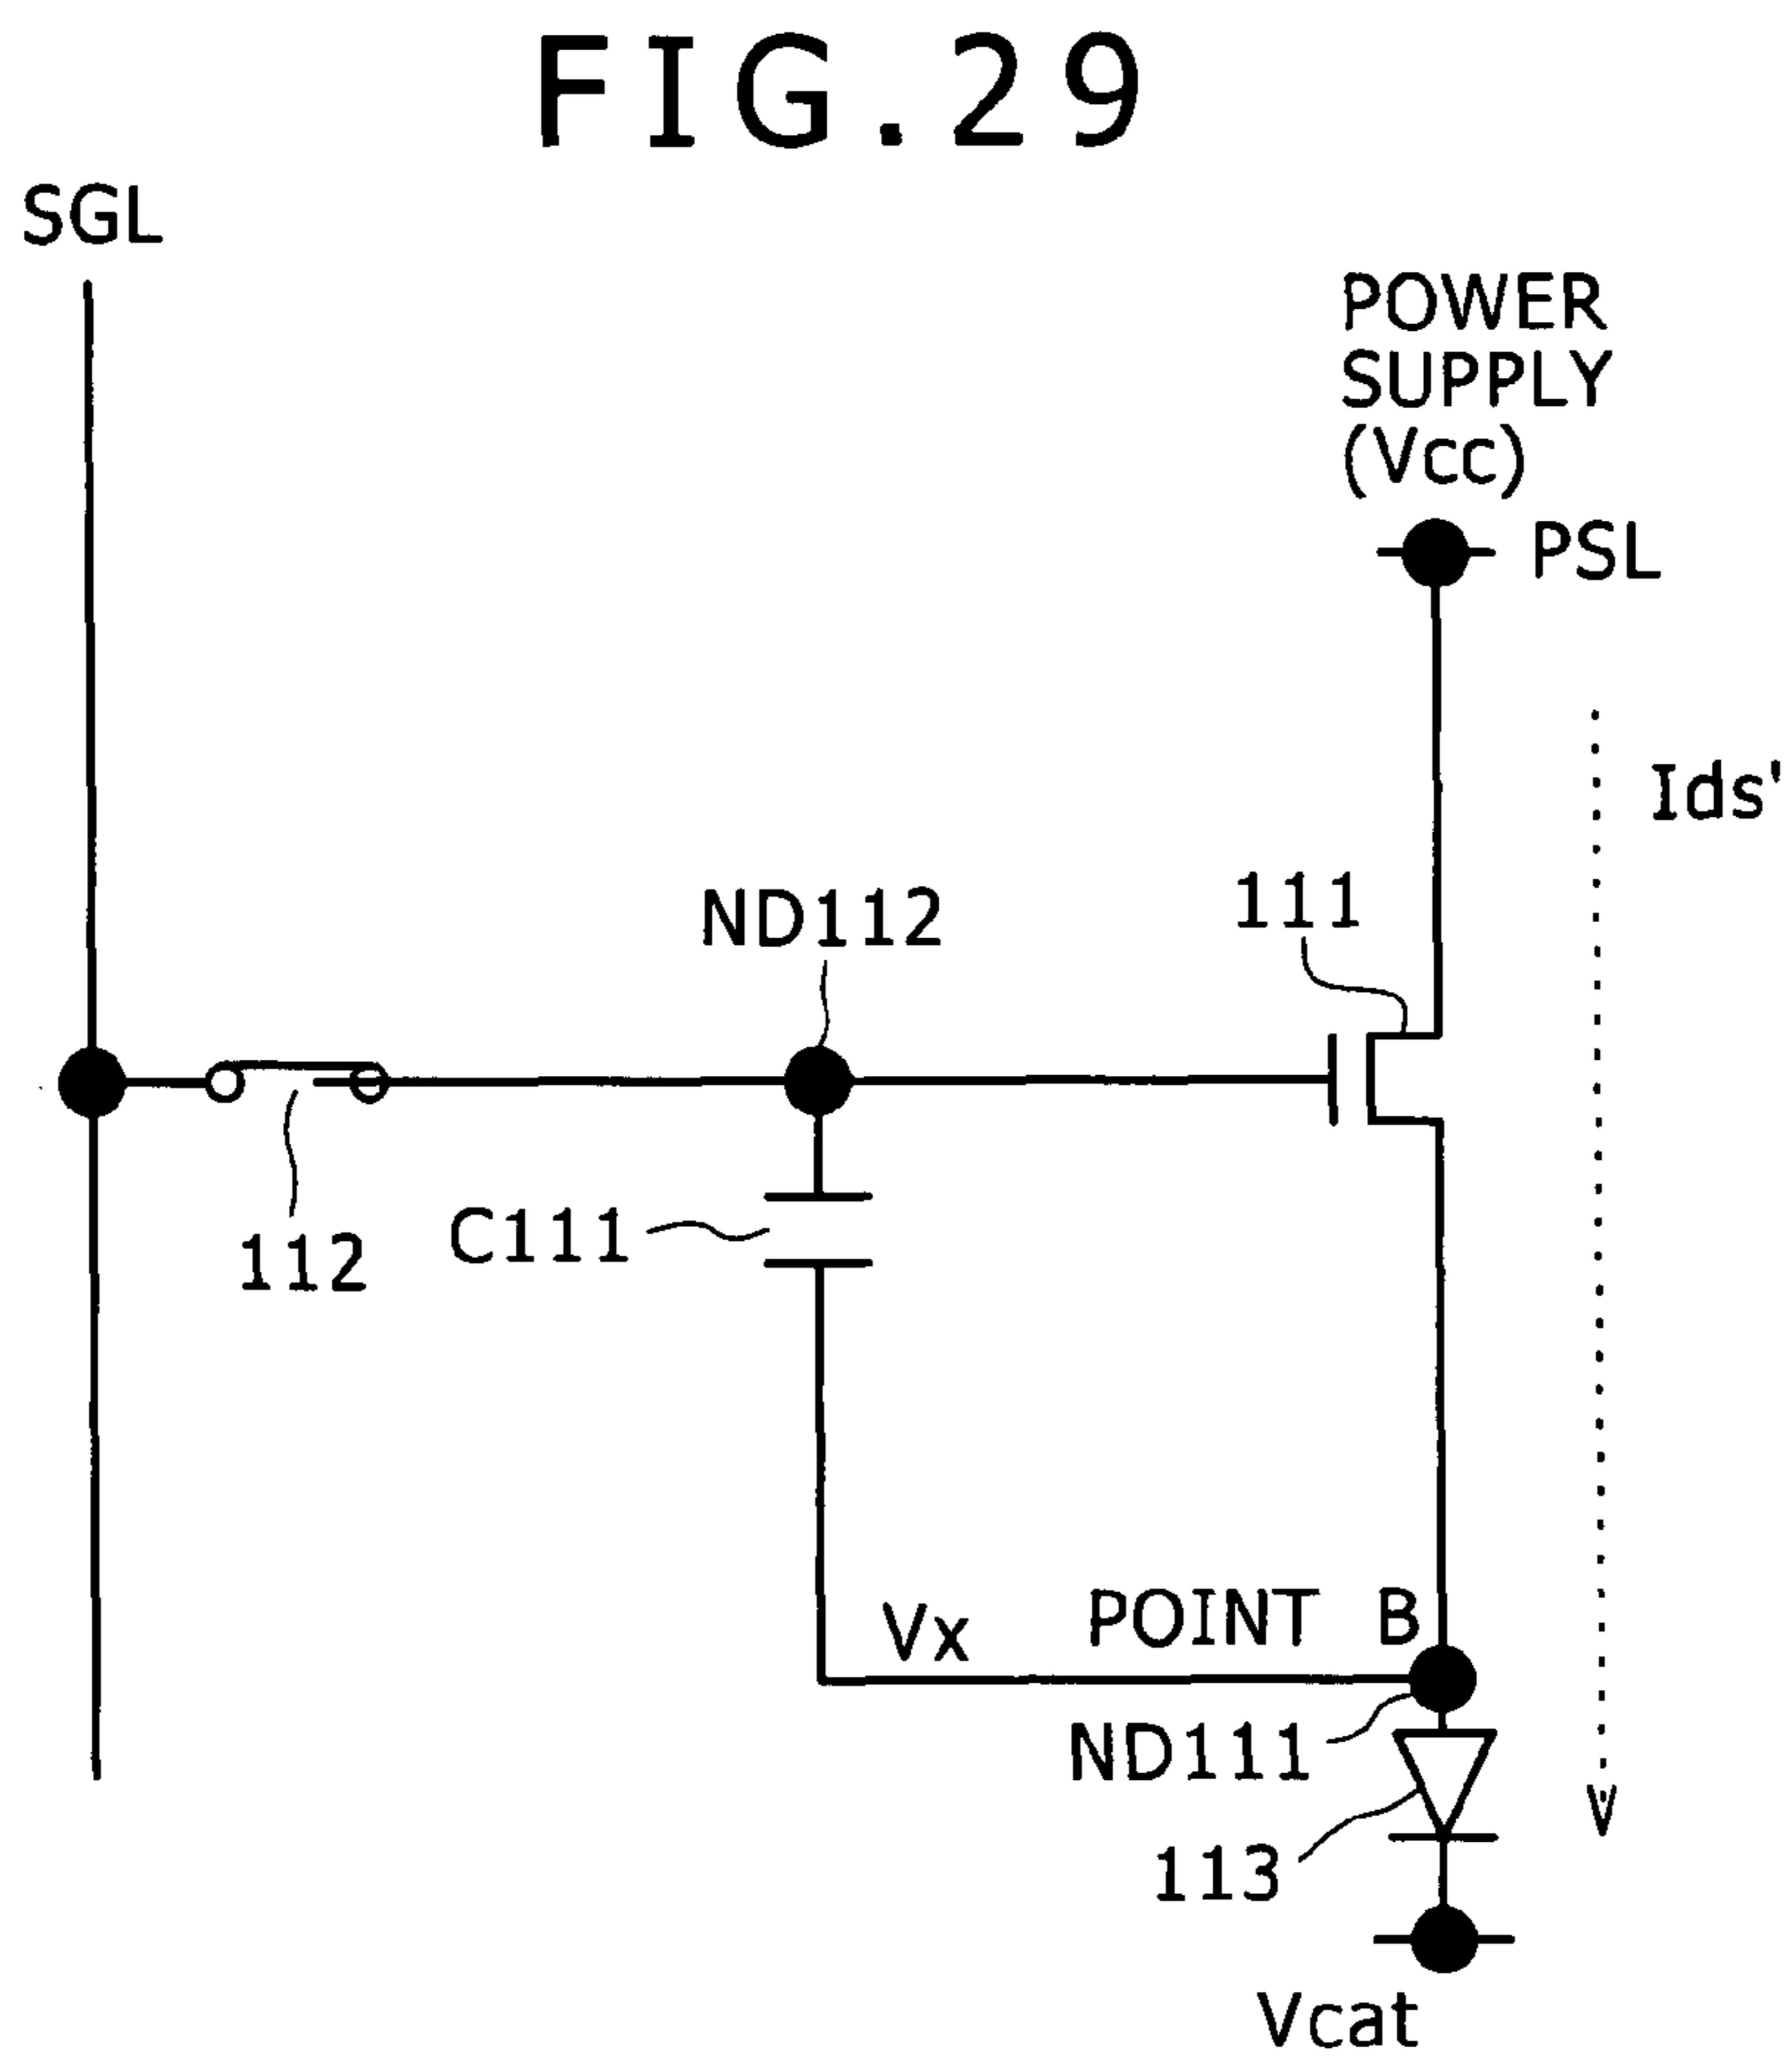 FIG.29
SGL
POWER
SUPPLY
(Vcc)
PSL
Ids'
ND112
111
112
C111
Vx
POINT B
ND111
113
Vcat